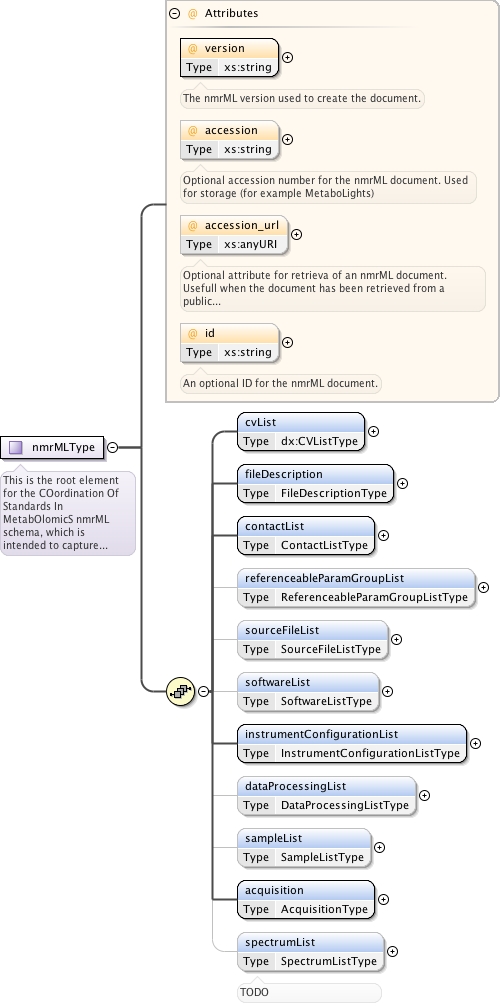 @ Attributes
@ version
Type xs:string
The nmrML version used to create the document.
@ accession
Type xs:string
Optional accession number for the nmrML document. Used
for storage (for example MetaboLights)
@ accession_url
Type xs:anyURI
Optional attribute for retrieva of an nmrML document.
Usefull when the document has been retrieved from a
public...
@ id
Type xs:string
An optional ID for the nmrML document.
nmrMLType
This is the root element
for the COordination Of
Standards In
MetabOlomicS nmrML
schema, which is
intended to capture...
cvList
Type dx:CVListType
fileDescription
Type FileDescriptionType
contactList
Type ContactListType
referenceableParamGroupList
Type ReferenceableParamGroupListType
sourceFileList
Type SourceFileListType
softwareList
Type SoftwareListType
instrumentConfigurationList
Type InstrumentConfigurationListType
dataProcessingList
Type DataProcessingListType
sampleList
Type SampleListType
acquisition
Type AcquisitionType
spectrumList
Type SpectrumListType
TODO